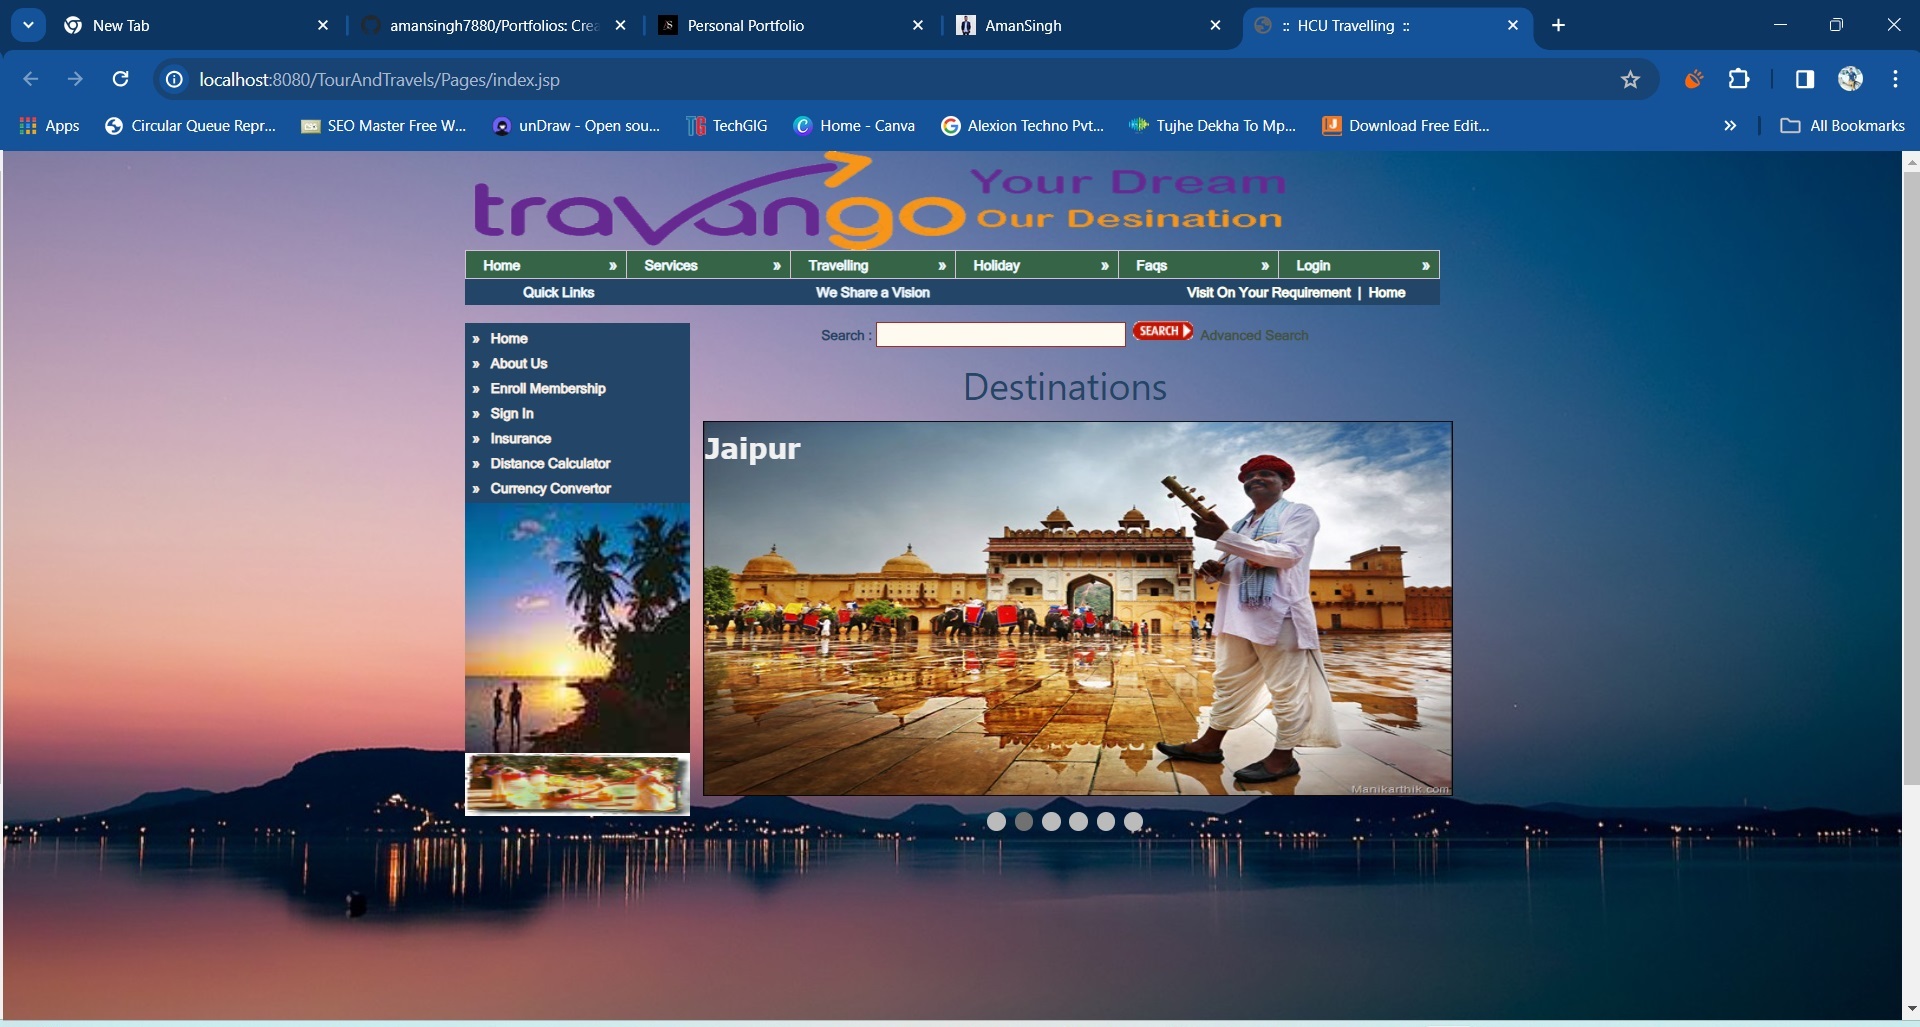 New Tab
amansingh7880/Portfolios: Crea
Personal Portfolio
AmanSingh
:: HCU Travelling ::
localhost:8080/TourAndTravels/Pages/index.jsp
Apps
Circular Queue Repr...
SEO Master Free W...
unDraw - Open sou...
TG TechGIG
Home - Canva
Alexion Techno Pvt...
Tujhe Dekha To Mp...
Download Free Edit...
»
All Bookmarks
travango
Your Dream
Our Desination
Home » Services » Travelling » Holiday » Faqs » Login »
Quick Links We Share a Vision Visit On Your Requirement | Home
» Home
» About Us
» Enroll Membership
» Sign In
» Insurance
» Distance Calculator
» Currency Convertor
Search : SEARCH Advanced Search
Destinations
Jaipur
Manikarthik.com